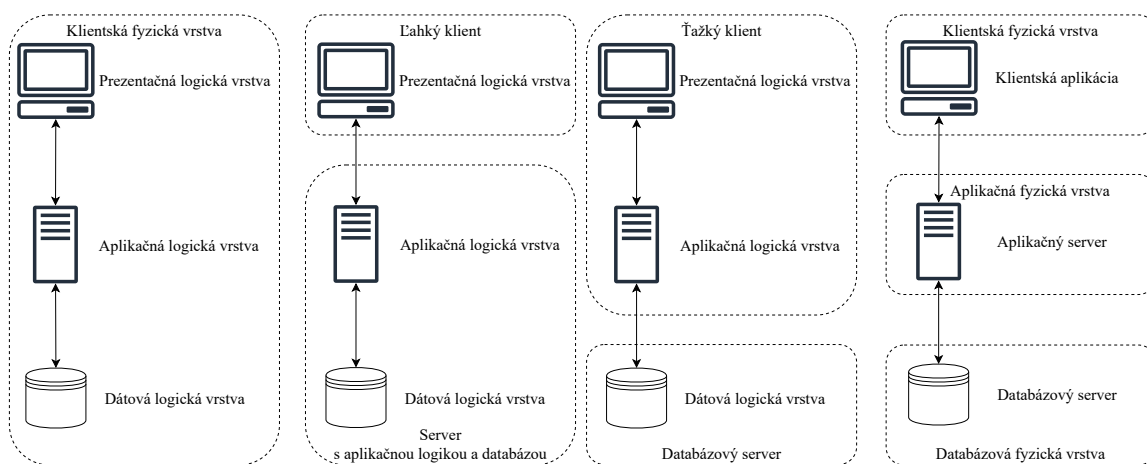 Klientská fyzická vrstva
Prezentačná logická vrstva
Aplikačná logická vrstva
Dátová logická vrstva
Ľahký klient
Prezentačná logická vrstva
Aplikačná logická vrstva
Dátová logická vrstva
Server
s aplikačnou logikou a databázou
Ťažký klient
Prezentačná logická vrstva
Aplikačná logická vrstva
Dátová logická vrstva
Databázový server
Klientská fyzická vrstva
Klientská aplikácia
Aplikačná fyzická vrstva
Aplikačný server
Databázový server
Databázová fyzická vrstva